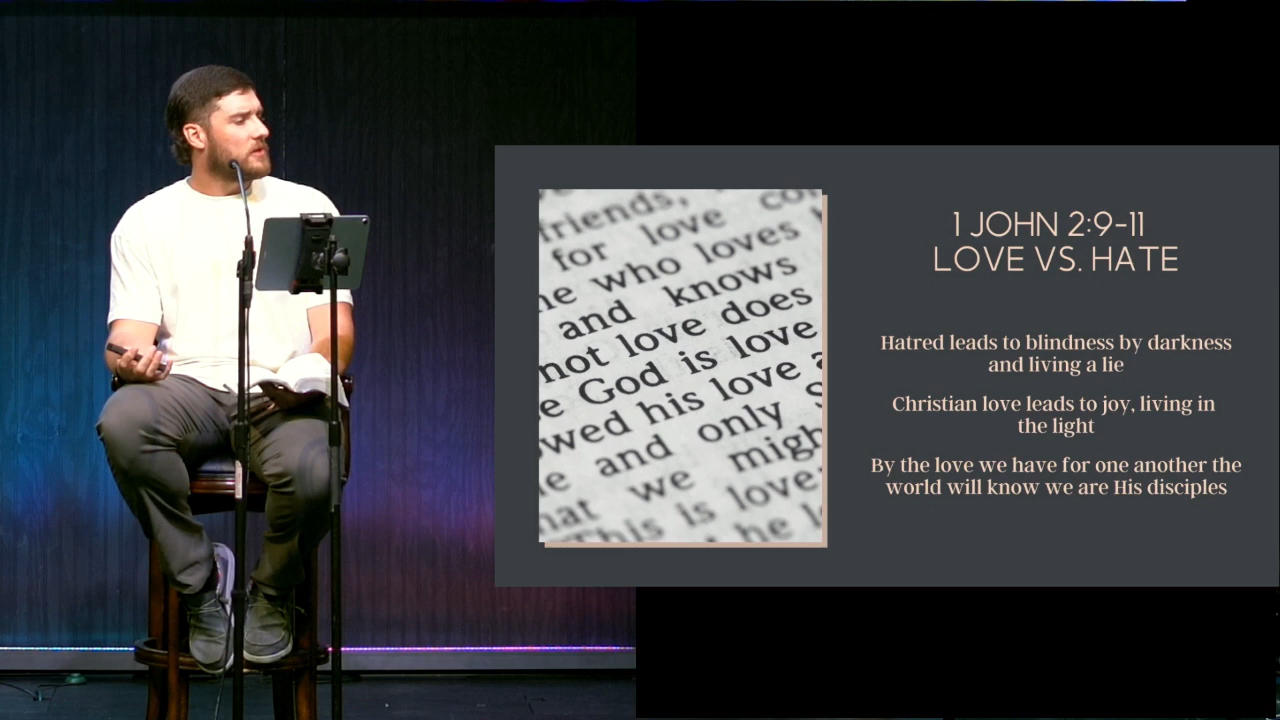 friends,
for love
who loves
and knows
not love does
God is love
his love
and only
we
This is love
1 JOHN 2:9-11
LOVE VS. HATE
Hatred leads to blindness by darkness
and living a lie
Christian love leads to joy, living in
the light
By the love we have for one another the
world will know we are His disciples